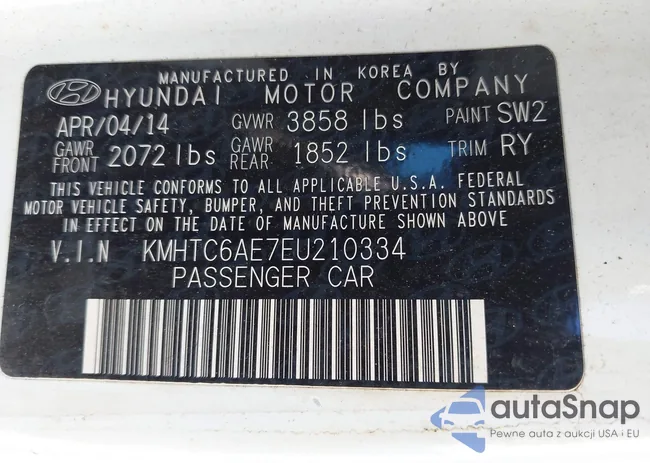 MANUFACTURED IN KOREA BY
HYUNDAI MOTOR COMPANY
APR/04/14 GVWR 3858 lbs PAINT SW2
GAWR FRONT 2072 lbs GAWR REAR 1852 lbs TRIM RY
THIS VEHICLE CONFORMS TO ALL APPLICABLE U.S.A. FEDERAL
MOTOR VEHICLE SAFETY, BUMPER, AND THEFT PREVENTION STANDARDS
IN EFFECT ON THE DATE OF MANUFACTURE SHOWN ABOVE
V.I.N KMHTC6AE7EU210334
PASSENGER CAR
autaSnap
Pewne auta z aukcji USA i EU